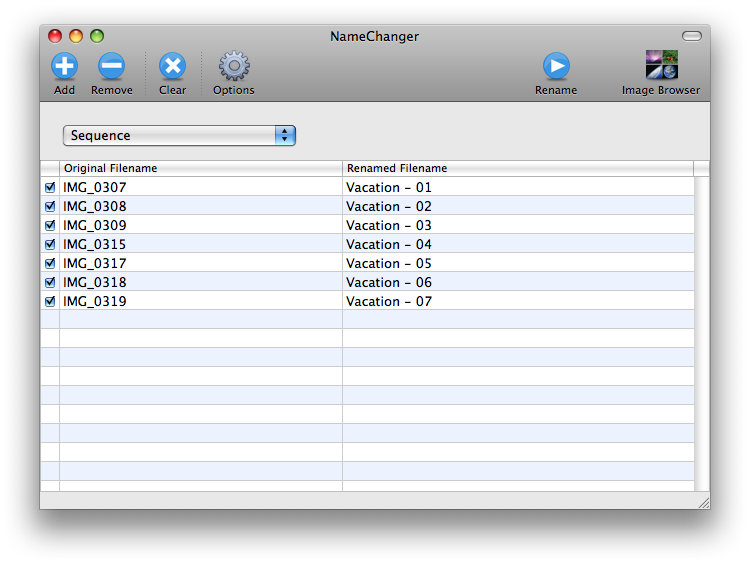 NameChanger
Add Remove Clear Options Rename Image Browser
Sequence
Original Filename Renamed Filename
IMG_0307 Vacation - 01
IMG_0308 Vacation - 02
IMG_0309 Vacation - 03
IMG_0315 Vacation - 04
IMG_0317 Vacation - 05
IMG_0318 Vacation - 06
IMG_0319 Vacation - 07